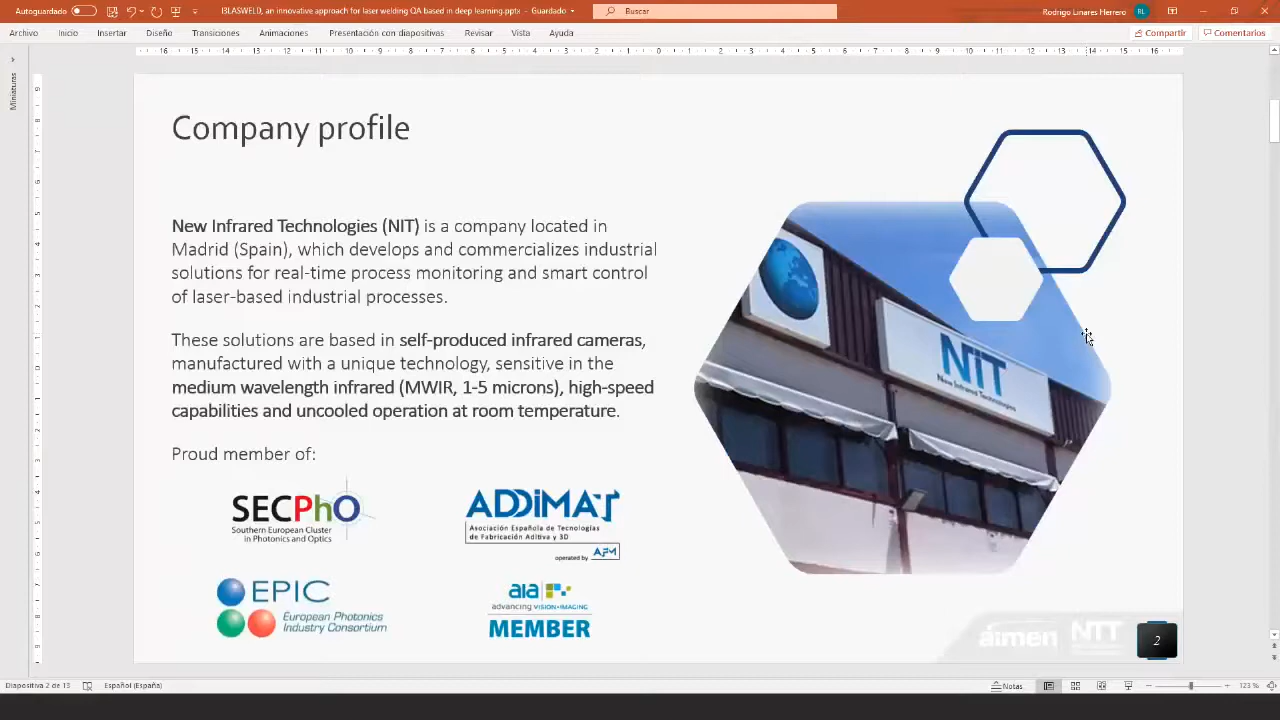 Autoguardado
ISLASWELD, an innovative approach for laser welding QA based in deep learning.pptx - Guardado
Buscar
Rodrigo Linares Herrero
RL
Archivo
Inicio
Insertar
Diseño
Transiciones
Animaciones
Presentación con diapositivas
Revisar
Vista
Ayuda
Compartir
Comentarios
Miniaturas
Company profile
New Infrared Technologies (NIT) is a company located in
Madrid (Spain), which develops and commercializes industrial
solutions for real-time process monitoring and smart control
of laser-based industrial processes.
These solutions are based in self-produced infrared cameras,
manufactured with a unique technology, sensitive in the
medium wavelength infrared (MWIR, 1-5 microns), high-speed
capabilities and uncooled operation at room temperature.
Proud member of:
SECPhO
Southern European Cluster
in Photonics and Optics
ADDiMAT
Asociación Española de Tecnologías
de Fabricación Aditiva y 3D
operated by AFM
EPIC
European Photonics
Industry Consortium
aia
advancing VISION+IMAGING
MEMBER
NiT
New Infrared Technologies
aimen
NIT
2
Diapositiva 2 de 13
Español (España)
Notas
123 %